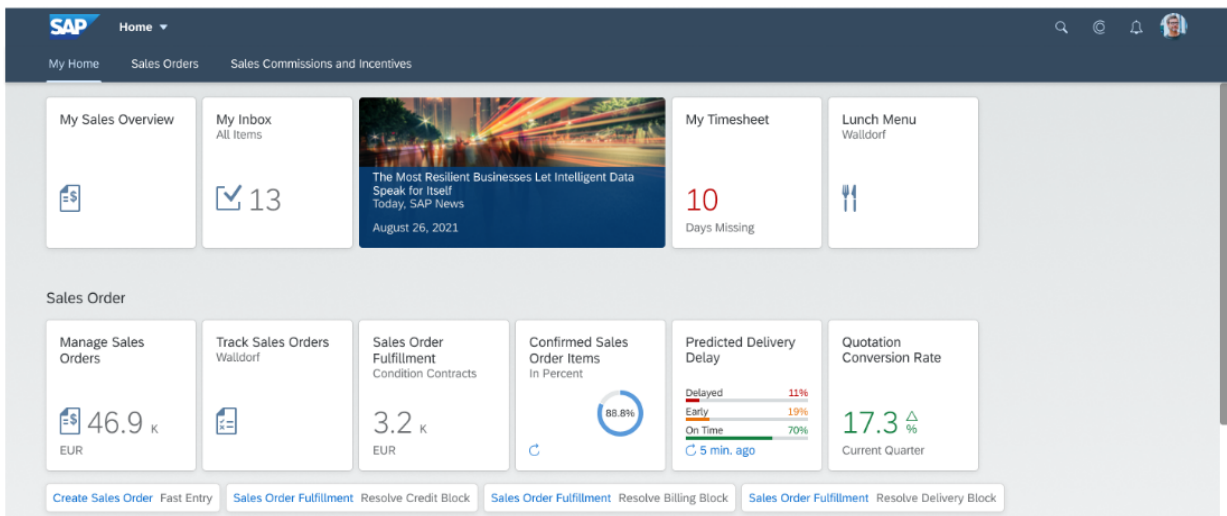 SAP Home
My Home Sales Orders Sales Commissions and Incentives
My Sales Overview
My Inbox
All Items
13
The Most Resilient Businesses Let Intelligent Data
Speak for Itself
Today, SAP News
August 26, 2021
My Timesheet
10
Days Missing
Lunch Menu
Walldorf
Sales Order
Manage Sales
Orders
46.9 K
EUR
Track Sales Orders
Walldorf
Sales Order
Fulfillment
Condition Contracts
3.2 K
EUR
Confirmed Sales
Order Items
In Percent
88.8%
Predicted Delivery
Delay
Delayed 11%
Early 19%
On Time 70%
5 min. ago
Quotation
Conversion Rate
17.3 %
Current Quarter
Create Sales Order Fast Entry
Sales Order Fulfillment Resolve Credit Block
Sales Order Fulfillment Resolve Billing Block
Sales Order Fulfillment Resolve Delivery Block